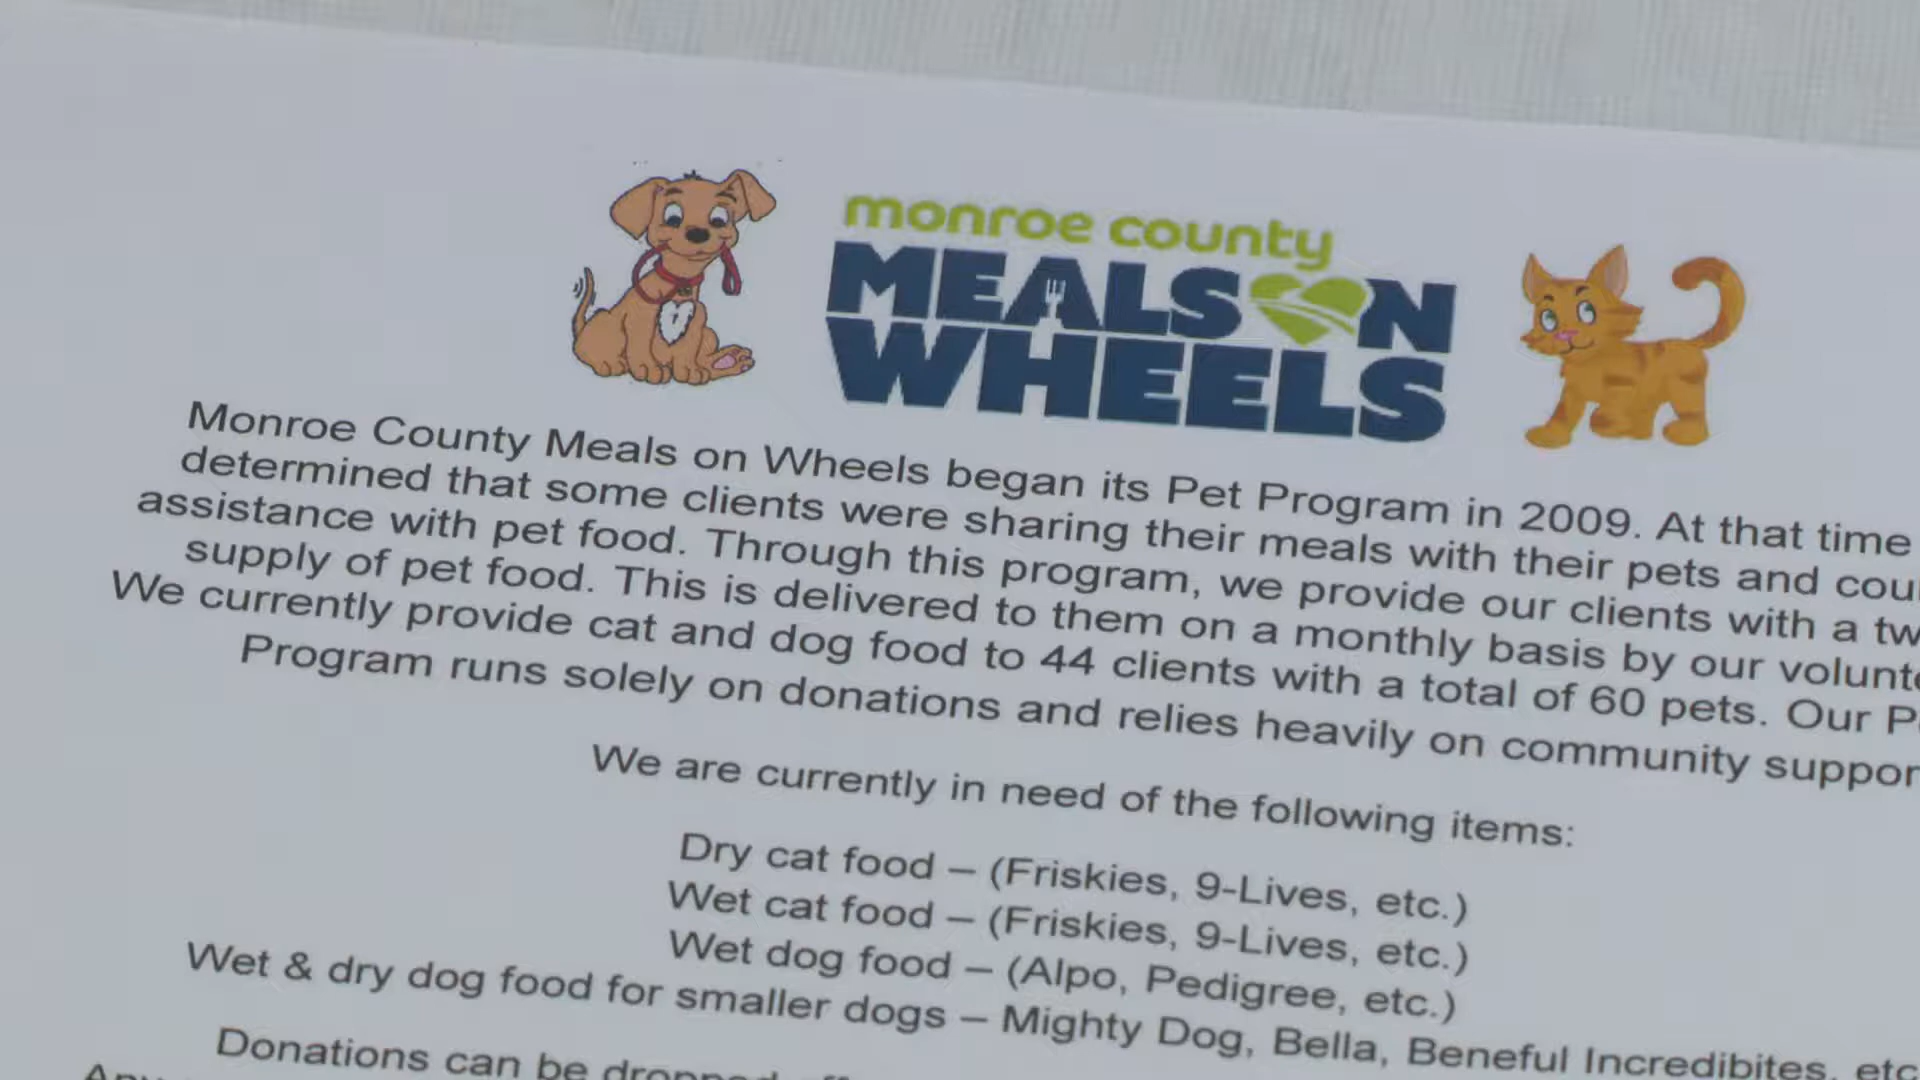 monroe county
MEALS ON
WHEELS
Monroe County Meals on Wheels began its Pet Program in 2009. At that time
determined that some clients were sharing their meals with their pets and
assistance with pet food. Through this program, we provide our clients with a
supply of pet food. This is delivered to them on a monthly basis by our
We currently provide cat and dog food to 44 clients with a total of 60 pets. Our
Program runs solely on donations and relies heavily on community
We are currently in need of the following items:
Dry cat food – (Friskies, 9-Lives, etc.)
Wet cat food – (Friskies, 9-Lives, etc.)
Wet dog food – (Alpo, Pedigree, etc.)
Wet & dry dog food for smaller dogs – Mighty Dog, Bella, Beneful Incredibites, etc
Donations can be dropped